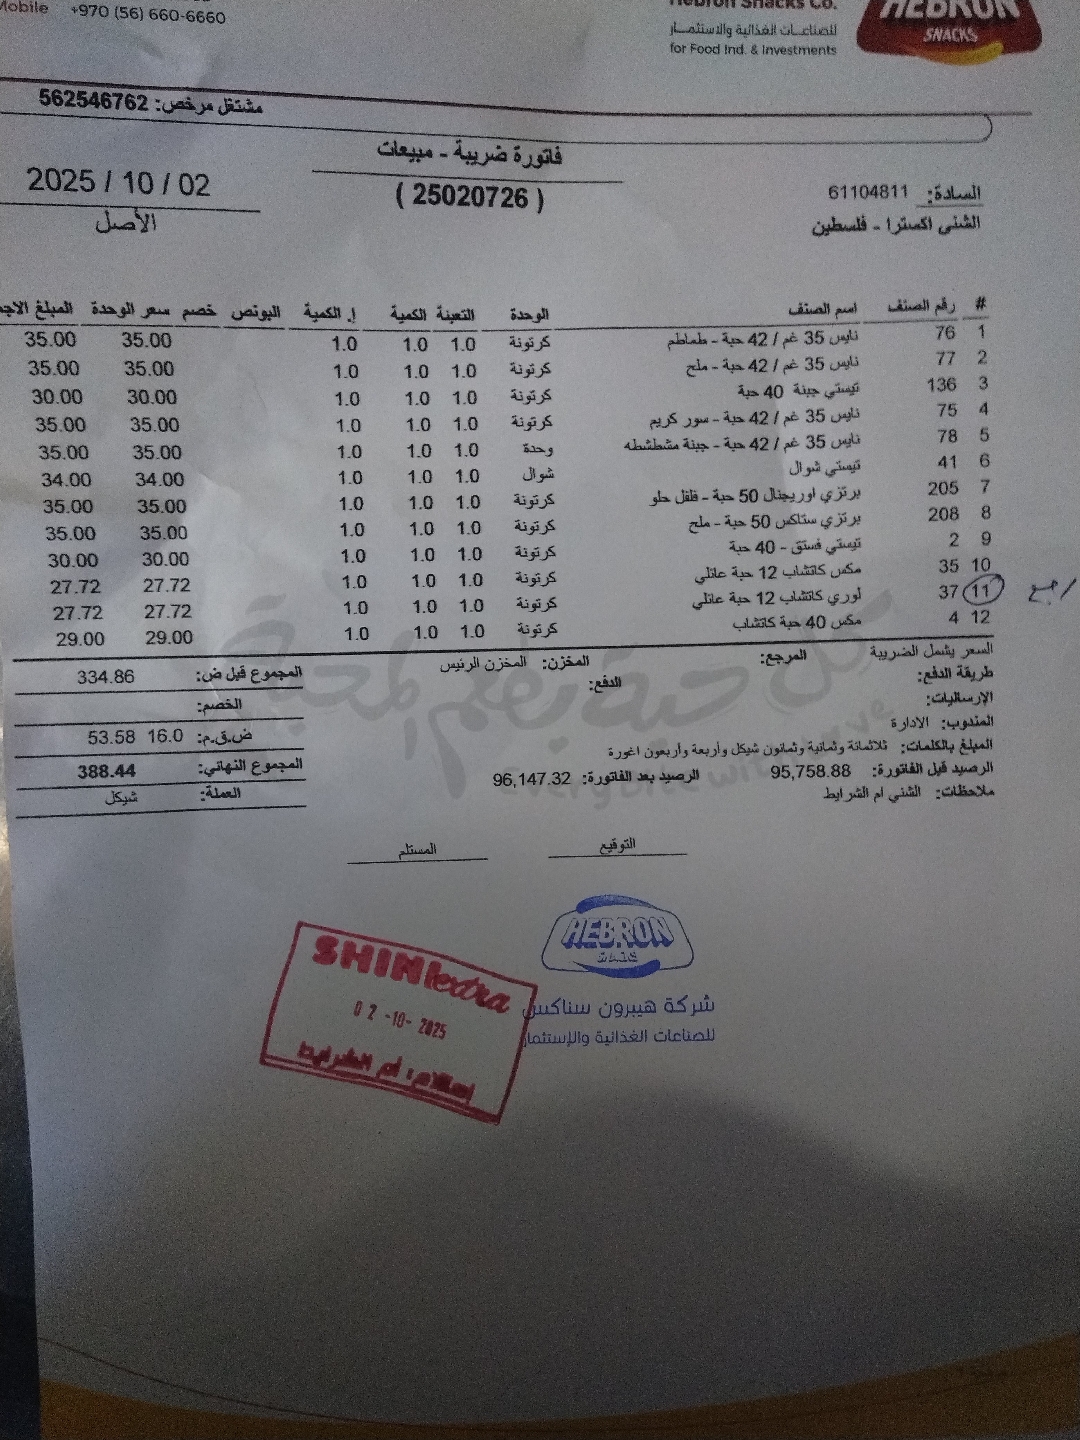 Mobile +970 (56) 660-6660
Hebron Snacks Co.
للصناعات الغذائية والاستثمار
for Food Ind. & Investments
HEBRON
SNACKS
مشتغل مرخص: 562546762
فاتورة ضريبة - مبيعات
( 25020726 )
2025 / 10 / 02
الأصل
السادة: 61104811
الشني اكسترا - فلسطين
# رقم الصنف اسم الصنف الوحدة التعبئة الكمية إ. الكمية البونص خصم سعر الوحدة المبلغ الاج
1 76 نايس 35 غم / 42 حبة - طماطم كرتونة 1.0 1.0 1.0 35.00 35.00
2 77 نايس 35 غم / 42 حبة - ملح كرتونة 1.0 1.0 1.0 35.00 35.00
3 136 تيستي جبنة 40 حبة كرتونة 1.0 1.0 1.0 30.00 30.00
4 75 نايس 35 غم / 42 حبة - سور كريم كرتونة 1.0 1.0 1.0 35.00 35.00
5 78 نايس 35 غم / 42 حبة - جبنة مشطشطه وحدة 1.0 1.0 1.0 35.00 35.00
6 41 تيستي شوال شوال 1.0 1.0 1.0 34.00 34.00
7 205 برتزي اوريجنال 50 حبة - فلفل حلو كرتونة 1.0 1.0 1.0 35.00 35.00
8 208 برتزي ستاكس 50 حبة - ملح كرتونة 1.0 1.0 1.0 35.00 35.00
9 2 تيستي فستق - 40 حبة كرتونة 1.0 1.0 1.0 30.00 30.00
10 35 مكس كاتشاب 12 حبة عائلي كرتونة 1.0 1.0 1.0 27.72 27.72
11 37 لوري كاتشاب 12 حبة عائلي كرتونة 1.0 1.0 1.0 27.72 27.72
12 4 مكس 40 حبة كاتشاب كرتونة 1.0 1.0 1.0 29.00 29.00
السعر يشمل الضريبة المرجع: المخزن: المخزن الرئيس
المجموع قبل ض: 334.86
طريقة الدفع: الدفع:
الخصم:
الإرساليات:
ض.ق.م: 16.0 53.58
المندوب: الادارة
المبلغ بالكلمات: ثلاثمائة وثمانية وثمانون شيكل وأربعة وأربعون اغورة
المجموع النهائي: 388.44
الرصيد قبل الفاتورة: 95,758.88 الرصيد بعد الفاتورة: 96,147.32
العملة: شيكل
ملاحظات: الشني ام الشرايط
كل حبة بطعم المحبة
Every bite with love
التوقيع
المستلم
HEBRON
سناكس
شركة هيبرون سناكس
للصناعات الغذائية والإستثمار
SHINI extra
02-10-2025
إستلام: أم الشرايط